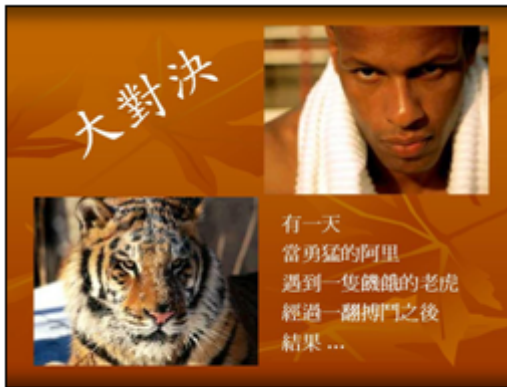 大對決
有一天
當勇猛的阿里
遇到一隻饑餓的老虎
經過一翻搏鬥之後
結果 ...